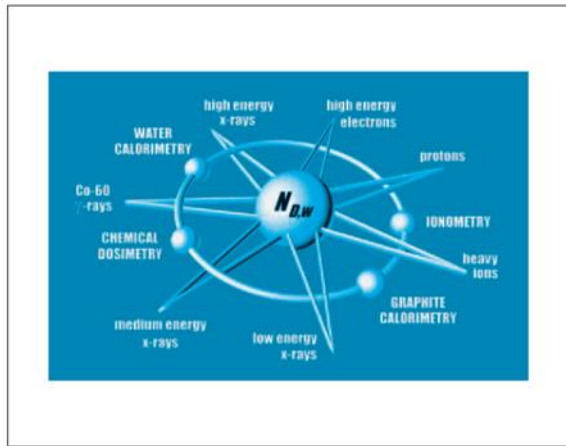 high energy
x-rays
high energy
electrons
WATER
CALORIMETRY
protons
Co-60
γ-rays
N D,w
IONOMETRY
CHEMICAL
DOSIMETRY
heavy
ions
GRAPHITE
CALORIMETRY
medium energy
x-rays
low energy
x-rays